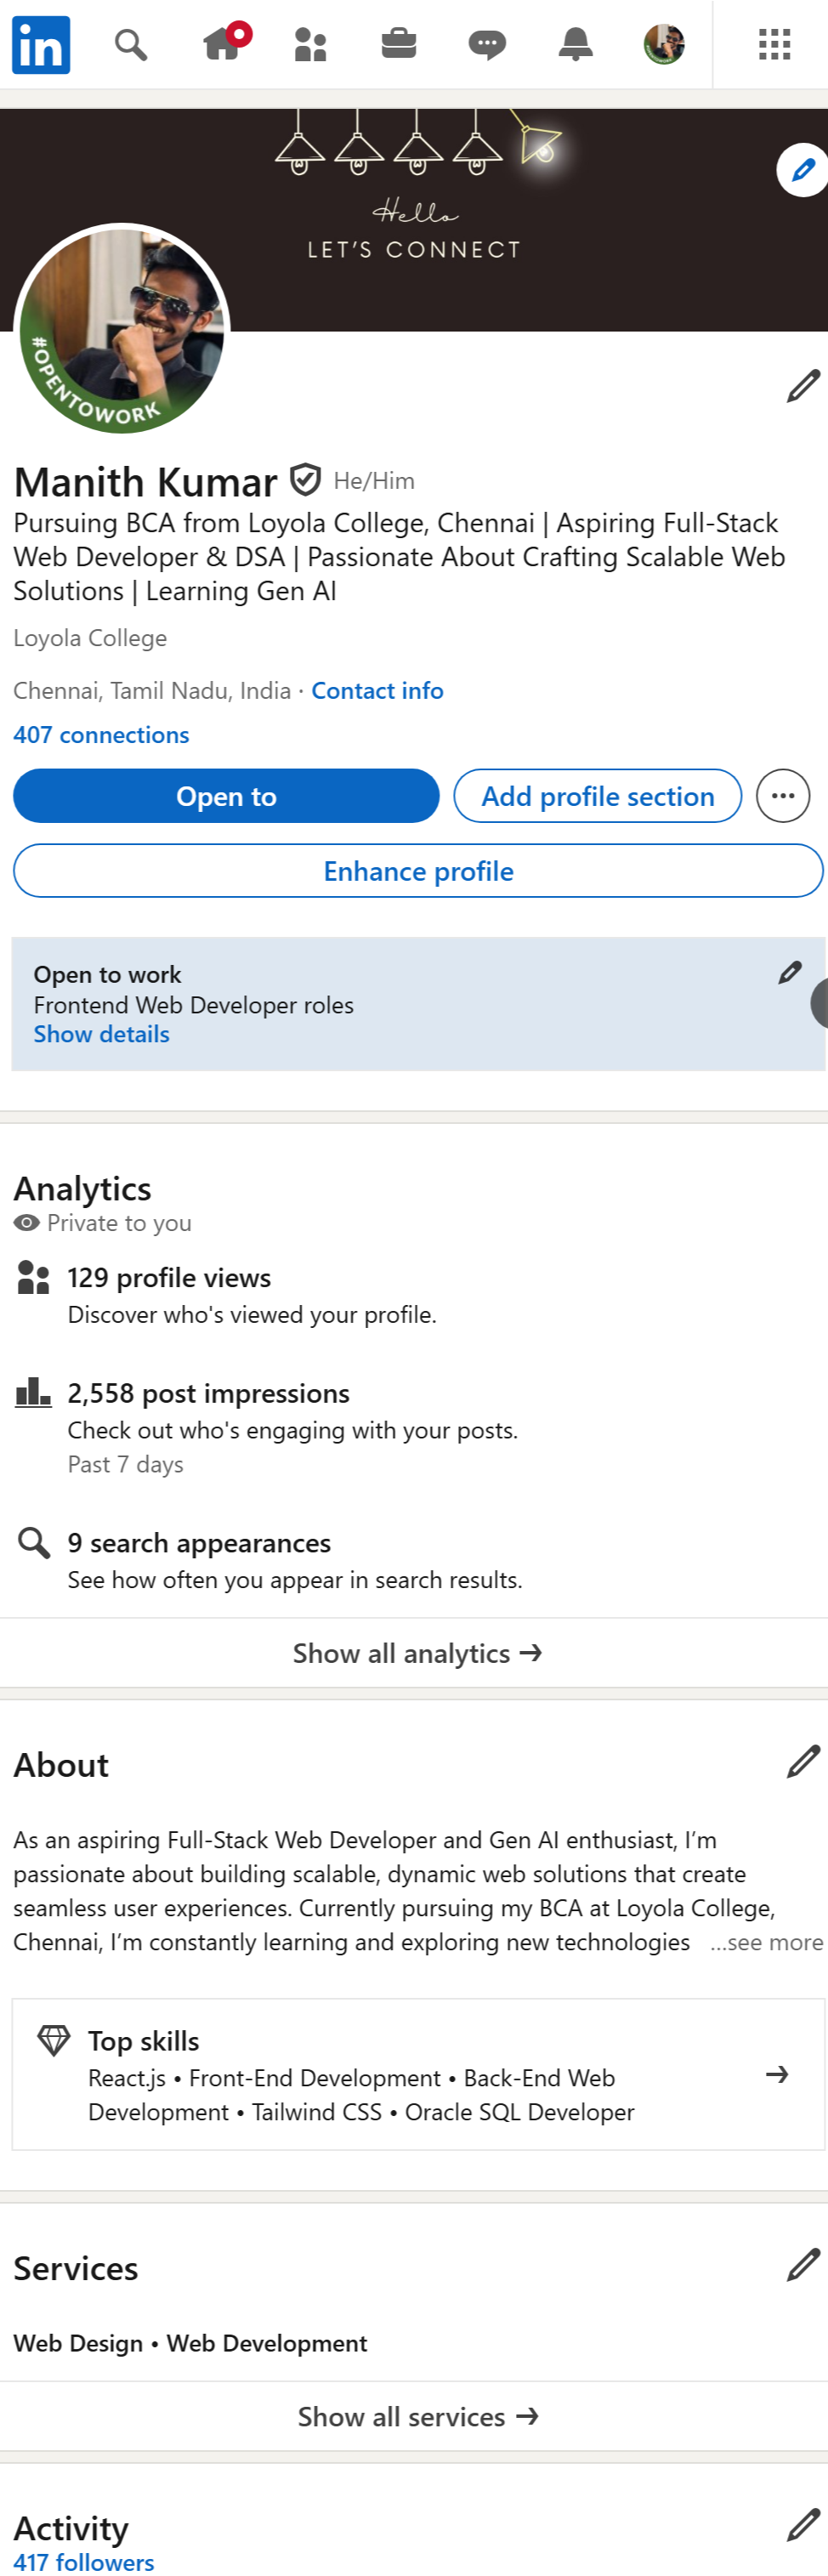 in
Hello
LET'S CONNECT
#OPENTOWORK
Manith Kumar He/Him
Pursuing BCA from Loyola College, Chennai | Aspiring Full-Stack
Web Developer & DSA | Passionate About Crafting Scalable Web
Solutions | Learning Gen AI
Loyola College
Chennai, Tamil Nadu, India · Contact info
407 connections
Open to
Add profile section
Enhance profile
Open to work
Frontend Web Developer roles
Show details
Analytics
Private to you
129 profile views
Discover who's viewed your profile.
2,558 post impressions
Check out who's engaging with your posts.
Past 7 days
9 search appearances
See how often you appear in search results.
Show all analytics →
About
As an aspiring Full-Stack Web Developer and Gen AI enthusiast, I’m
passionate about building scalable, dynamic web solutions that create
seamless user experiences. Currently pursuing my BCA at Loyola College,
Chennai, I’m constantly learning and exploring new technologies …see more
Top skills
React.js • Front-End Development • Back-End Web
Development • Tailwind CSS • Oracle SQL Developer
Services
Web Design • Web Development
Show all services →
Activity
417 followers